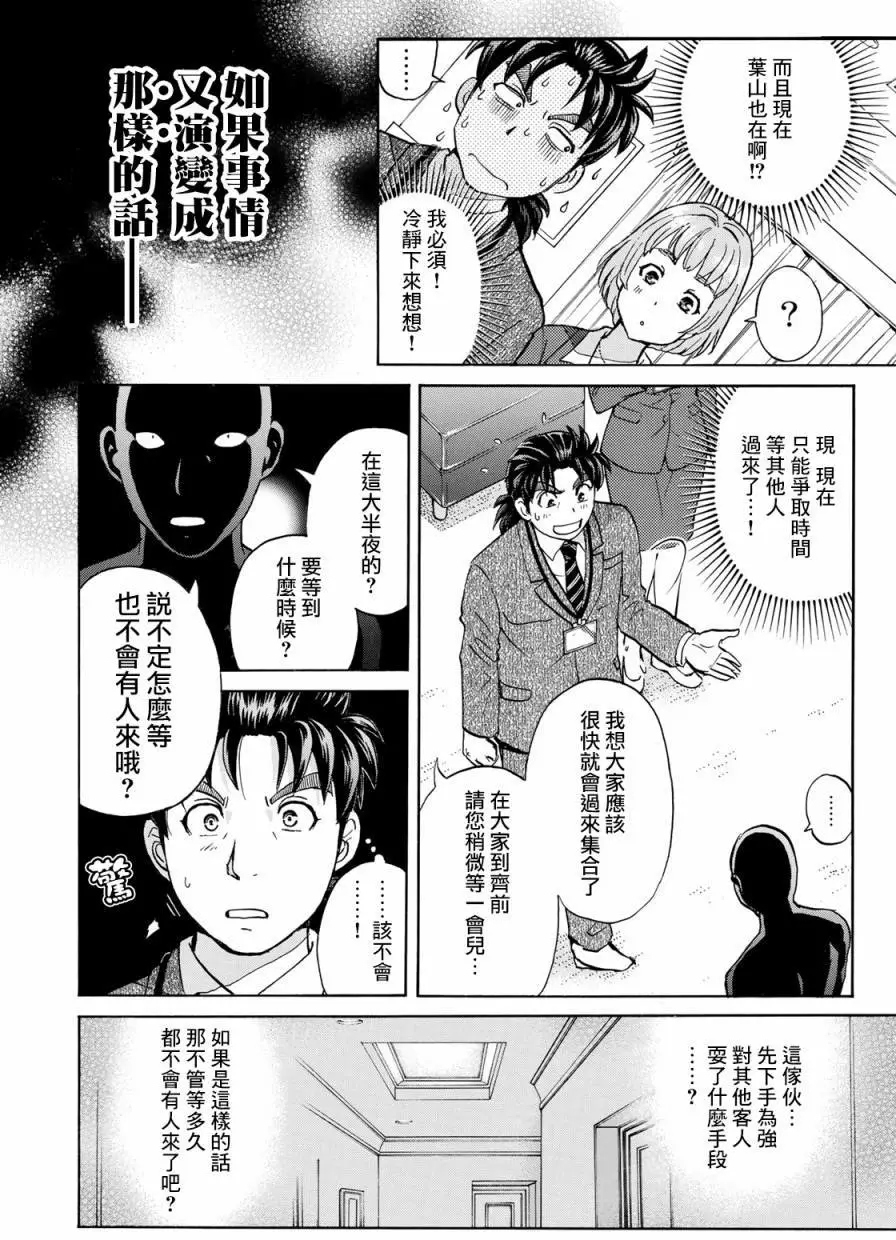 而且現在
葉山也在啊!?
……
我必須！
冷靜下來想想！
？
如果事情
又演變成
那樣的話——
現 現在
只能爭取時間
等其他人
過來了…！
我想大家應該
很快就會過來集合了
在大家到齊前
請您稍微等一會兒…
……
在這大半夜的？
要等到
什麼時候？
說不定怎麼等
也不會有人來哦？
……該不會
……！
驚
這傢伙…
先下手為強
對其他客人
耍了什麼手段
……？
如果是這樣的話
那不管等多久
都不會有人來了吧？